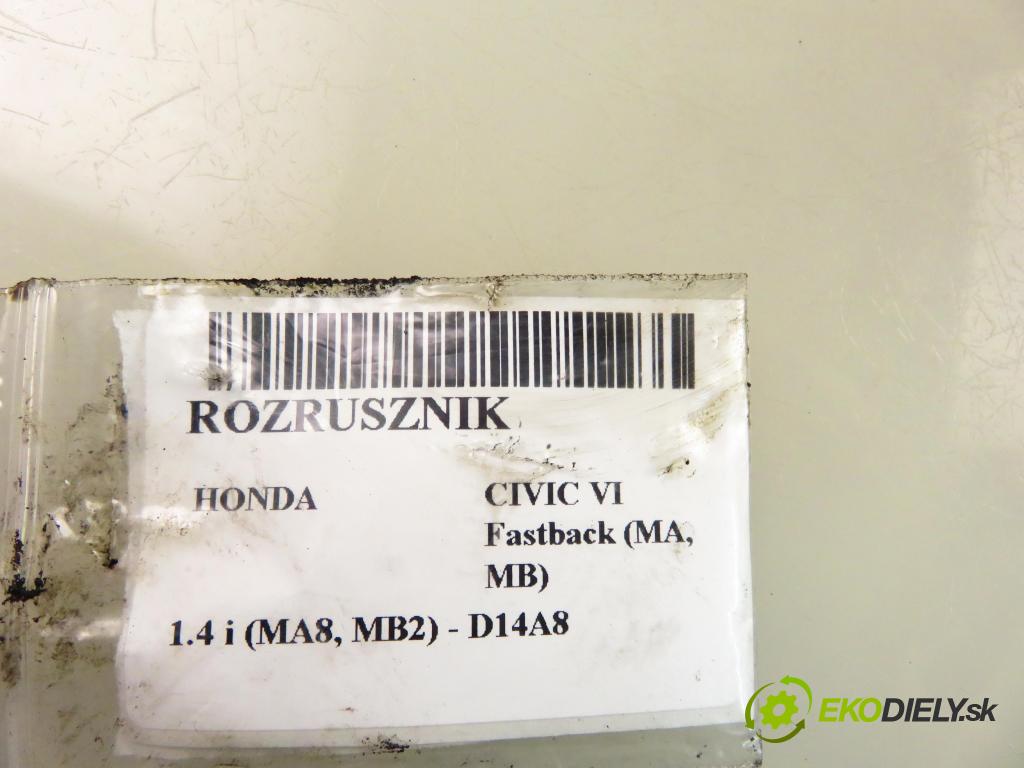 ROZRUSZNIK
HONDA
CIVIC VI
Fastback (MA,
MB)
1.4 i (MA8, MB2) - D14A8
EKODIELY.sk